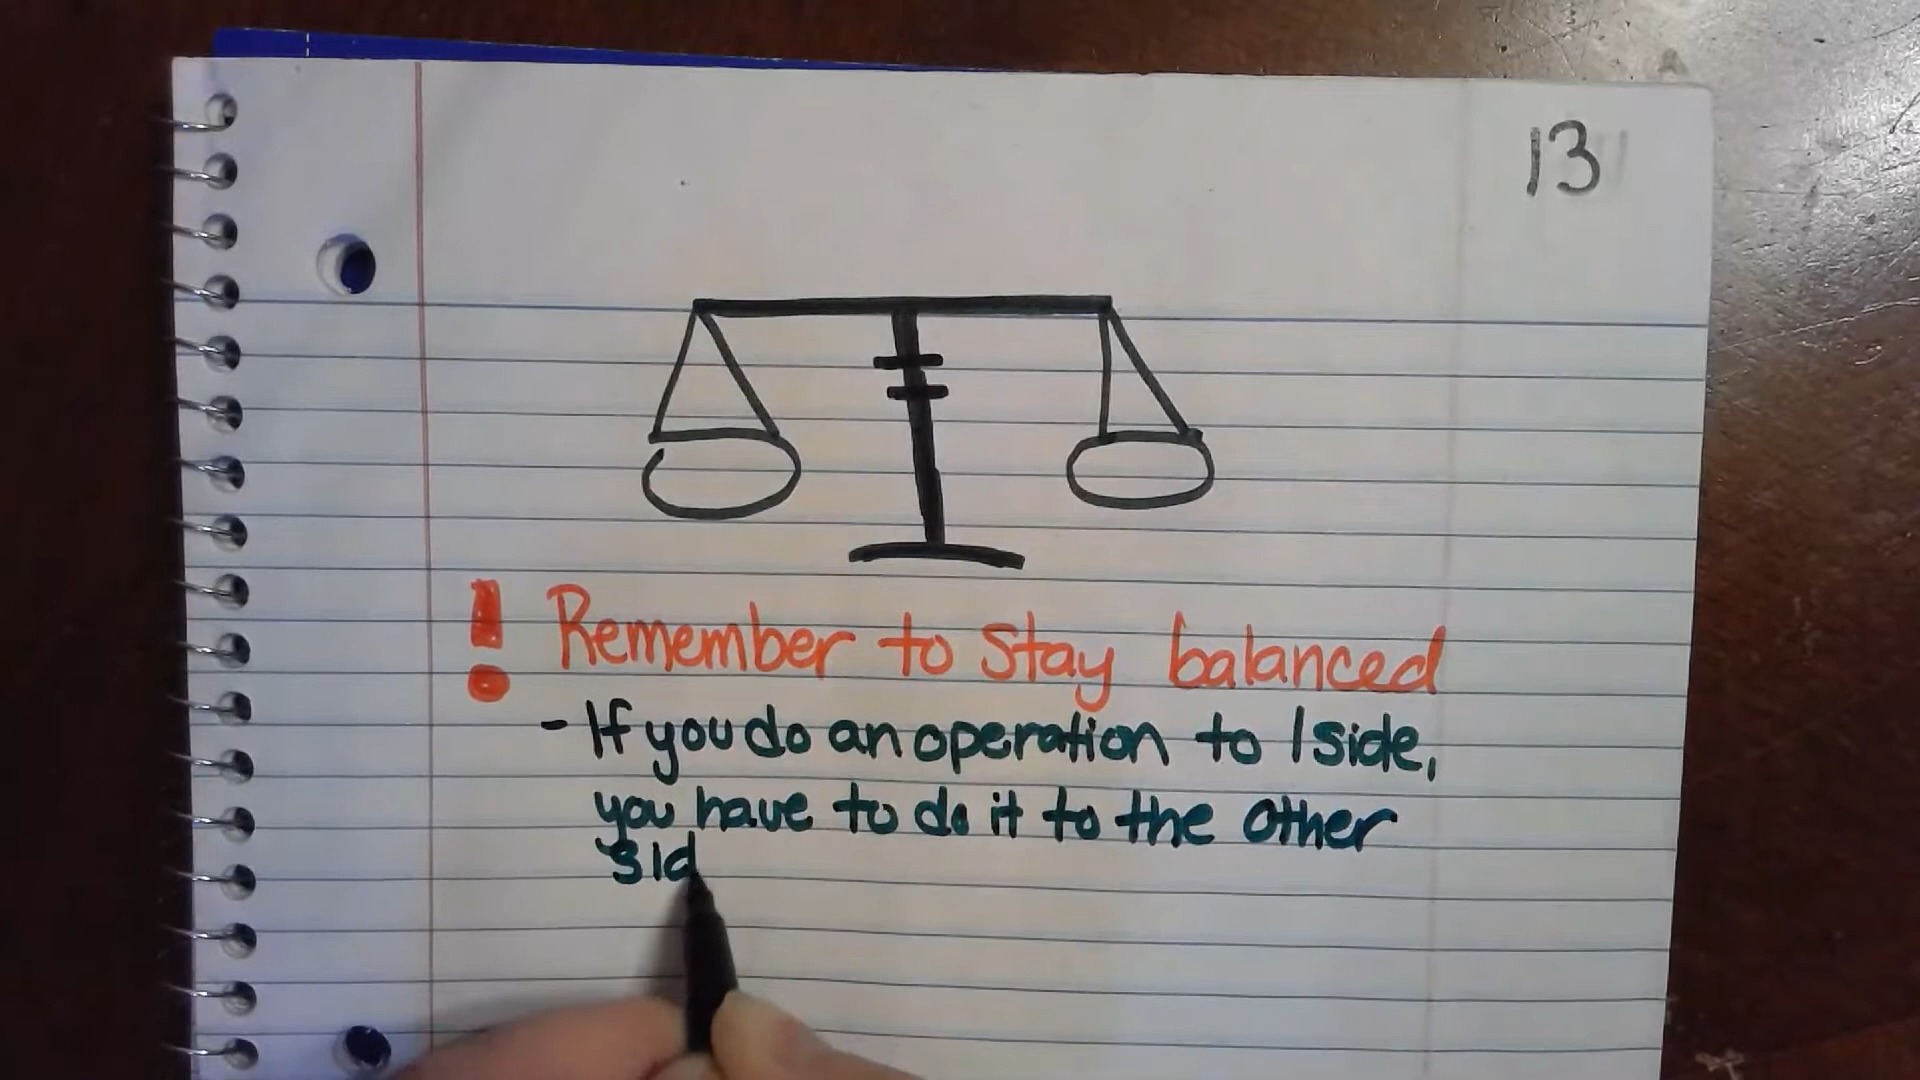 13
! Remember to stay balanced
- If you do an operation to 1 side,
you have to do it to the other
sid